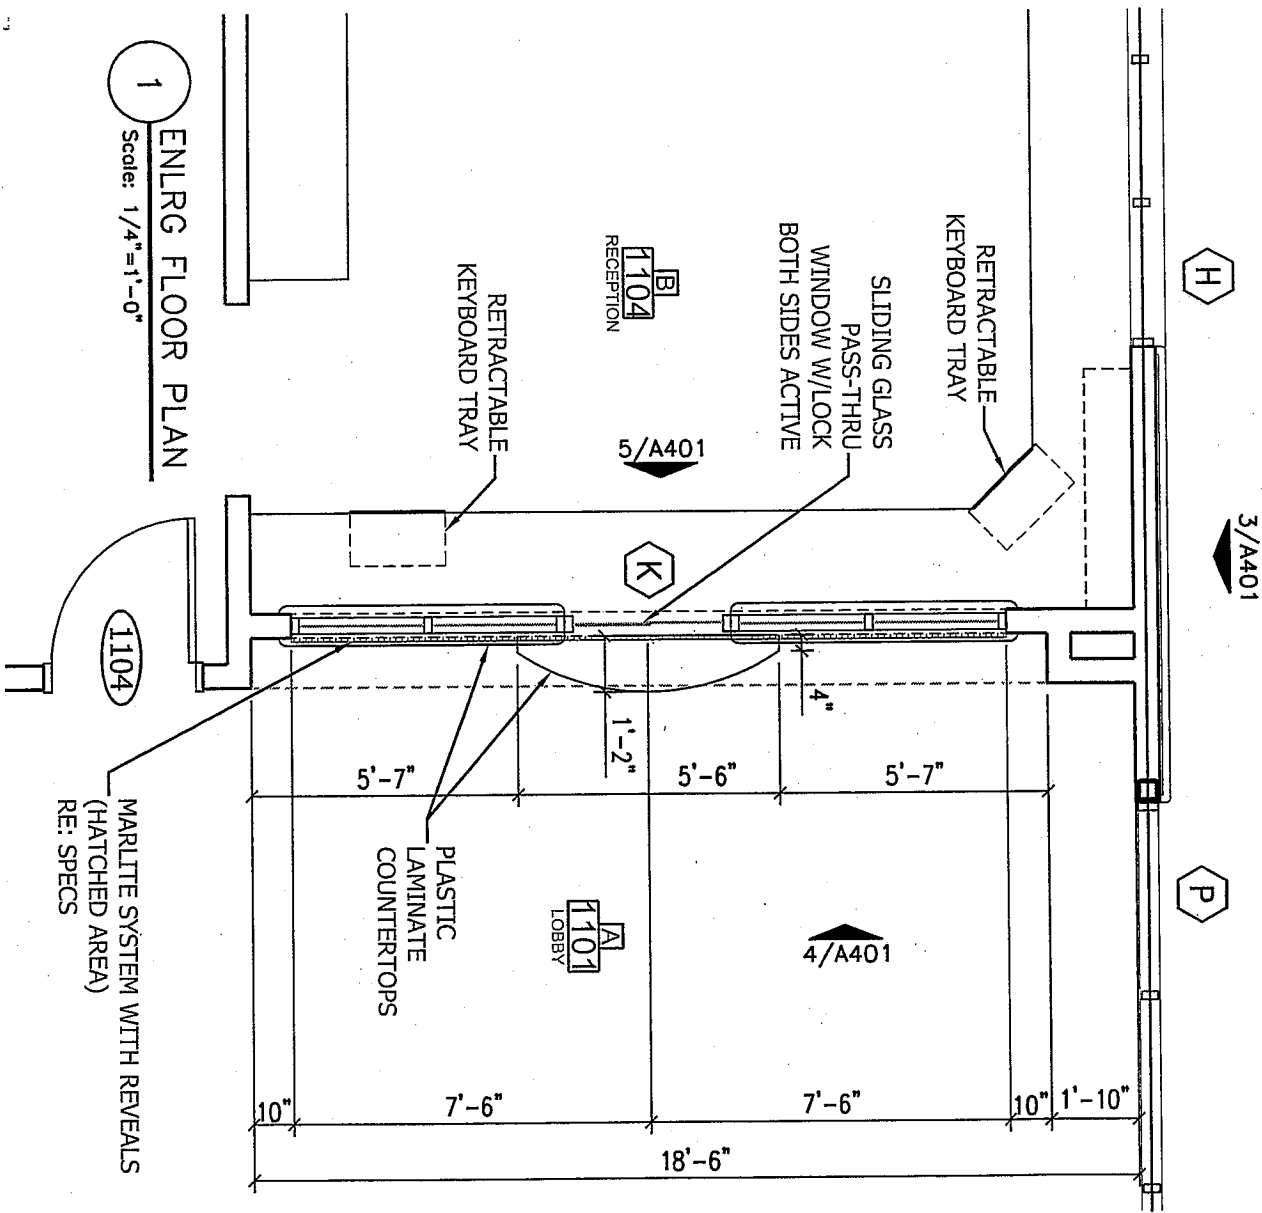 H
3/A401
P
RETRACTABLE
KEYBOARD TRAY
SLIDING GLASS
PASS-THRU
WINDOW W/LOCK
BOTH SIDES ACTIVE
B
1104
RECEPTION
5/A401
RETRACTABLE
KEYBOARD TRAY
K
1
ENLRG FLOOR PLAN
Scale: 1/4"=1'-0"
1104
4"
1'-2"
5'-7"
5'-6"
5'-7"
PLASTIC
LAMINATE
COUNTERTOPS
A
1101
LOBBY
4/A401
MARLITE SYSTEM WITH REVEALS
(HATCHED AREA)
RE: SPECS
10"
7'-6"
7'-6"
10"
1'-10"
18'-6"